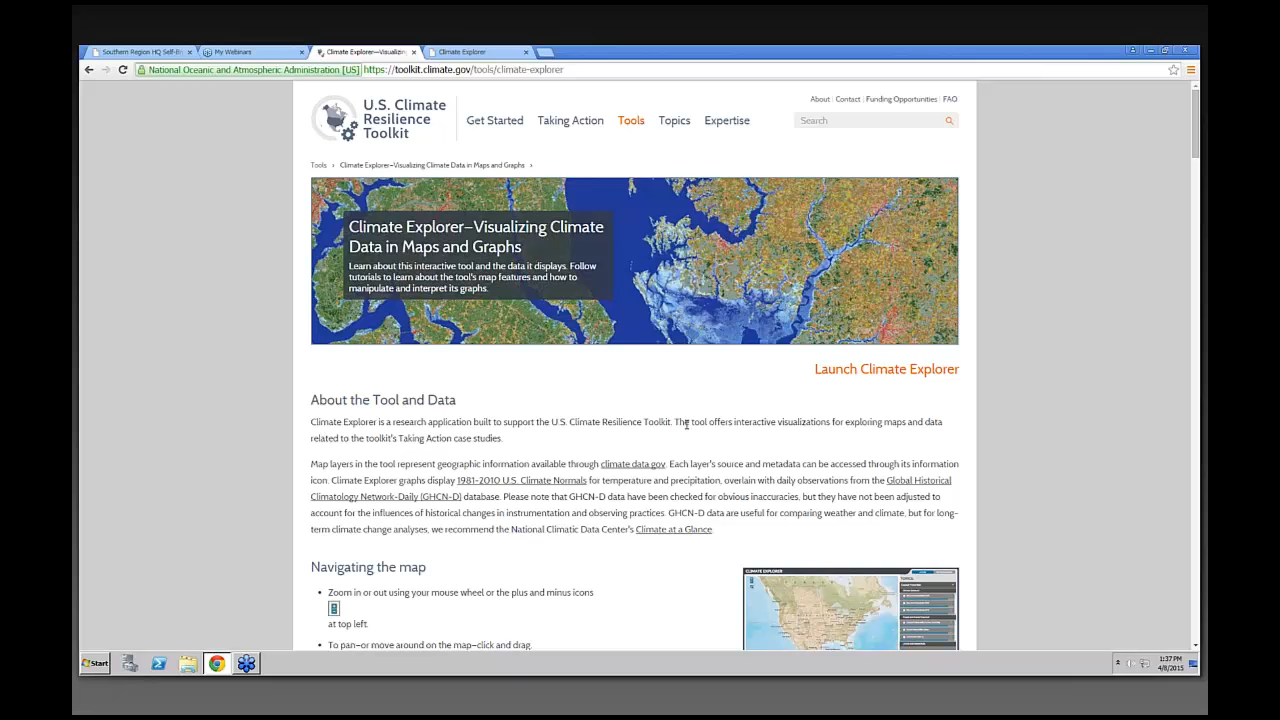 Southern Region HQ Self-Br
My Webinars
Climate Explorer—Visualizin
Climate Explorer
National Oceanic and Atmospheric Administration [US]
https://toolkit.climate.gov/tools/climate-explorer
U.S. Climate
Resilience
Toolkit
About | Contact | Funding Opportunities | FAQ
Get Started
Taking Action
Tools
Topics
Expertise
Search
Tools › Climate Explorer—Visualizing Climate Data in Maps and Graphs ›
Climate Explorer—Visualizing Climate
Data in Maps and Graphs
Learn about this interactive tool and the data it displays. Follow
tutorials to learn about the tool's map features and how to
manipulate and interpret its graphs.
Launch Climate Explorer
About the Tool and Data
Climate Explorer is a research application built to support the U.S. Climate Resilience Toolkit. The tool offers interactive visualizations for exploring maps and data
related to the toolkit's Taking Action case studies.
Map layers in the tool represent geographic information available through climate.data.gov. Each layer's source and metadata can be accessed through its information
icon. Climate Explorer graphs display 1981-2010 U.S. Climate Normals for temperature and precipitation, overlain with daily observations from the Global Historical
Climatology Network-Daily (GHCN-D) database. Please note that GHCN-D data have been checked for obvious inaccuracies, but they have not been adjusted to
account for the influences of historical changes in instrumentation and observing practices. GHCN-D data are useful for comparing weather and climate, but for long-
term climate change analyses, we recommend the National Climatic Data Center's Climate at a Glance.
Navigating the map
• Zoom in or out using your mouse wheel or the plus and minus icons
at top left.
• To pan—or move around on the map—click and drag.
CLIMATE EXPLORER
Start
1:37 PM
4/8/2015